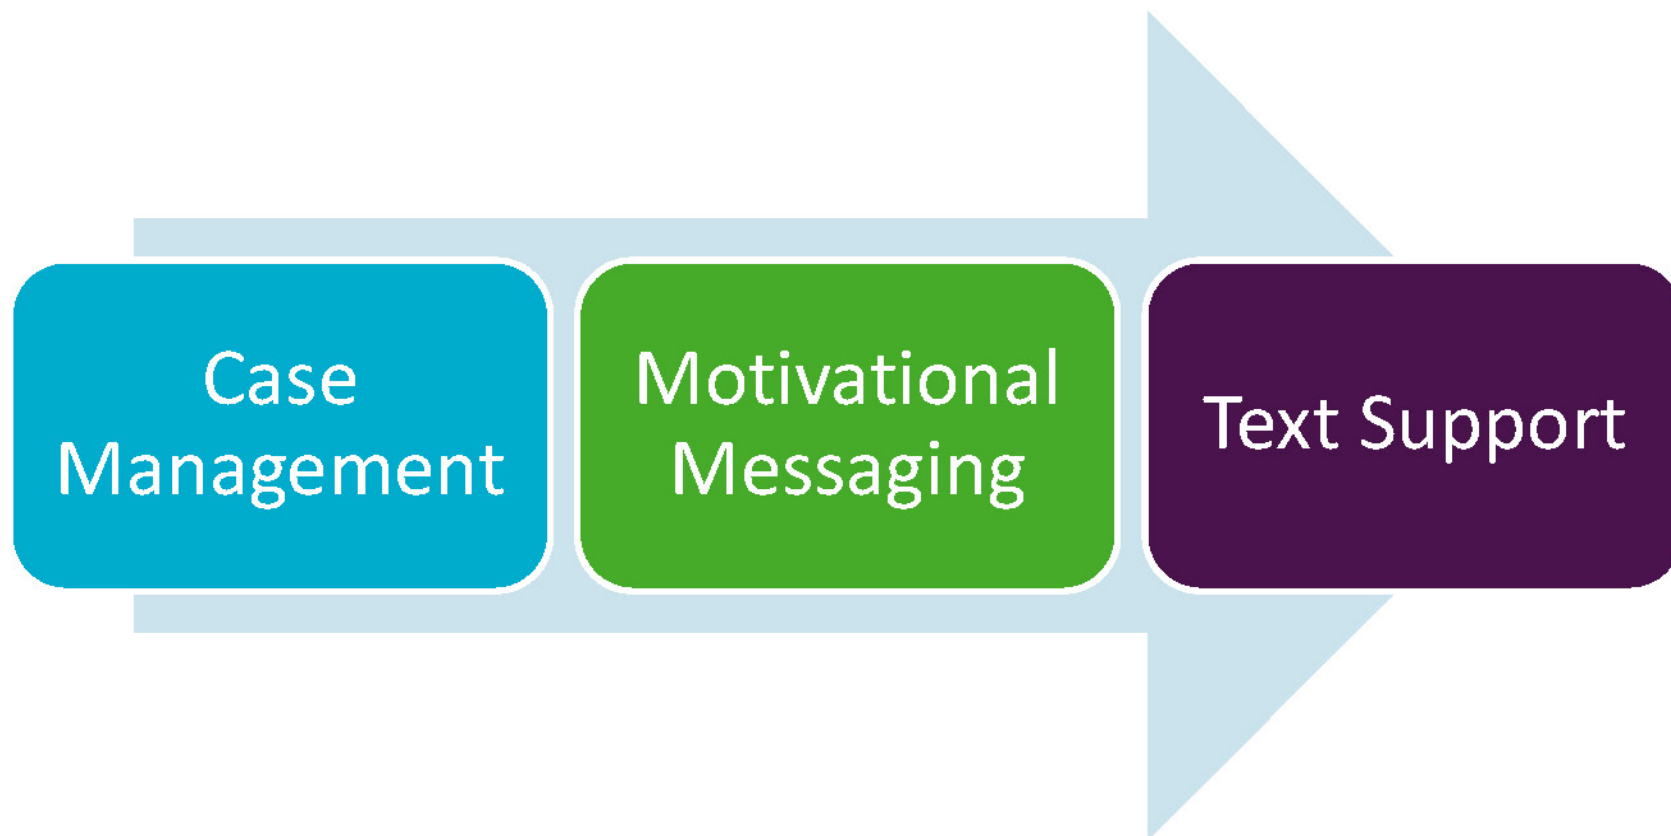 Case
Management
Motivational
Messaging
Text Support